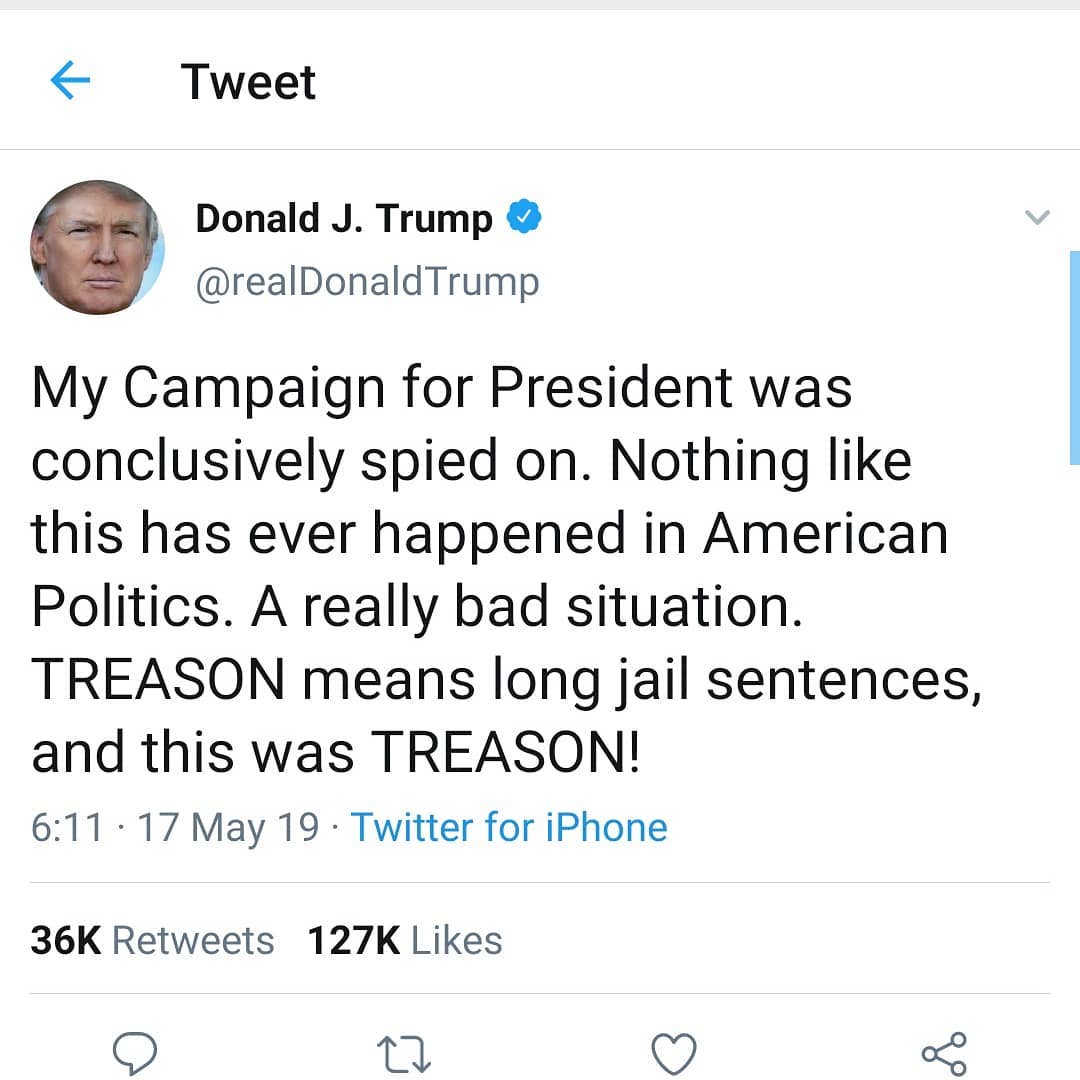 Tweet
Donald J. Trump
@realDonaldTrump
My Campaign for President was
conclusively spied on. Nothing like
this has ever happened in American
Politics. A really bad situation.
TREASON means long jail sentences,
and this was TREASON!
6:11 · 17 May 19 · Twitter for iPhone
36K Retweets 127K Likes